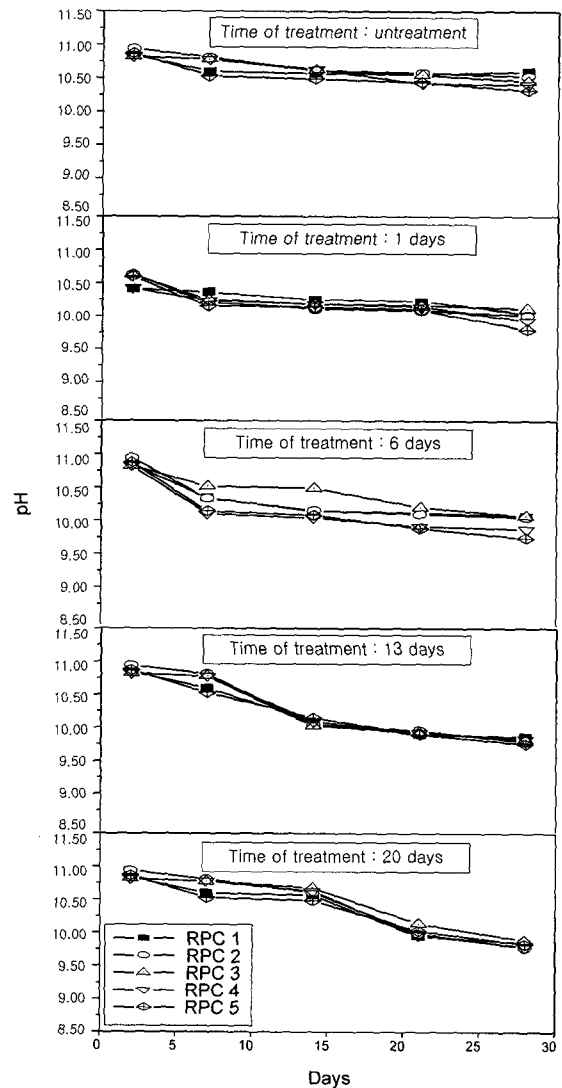 11.50
Time of treatment : untreatment
11.00
10.50
10.00
9.50
9.00
8.50
11.50
Time of treatment : 1 days
11.00
10.50
10.00
9.50
9.00
8.50
11.50
Time of treatment : 6 days
11.00
10.50
pH
10.00
9.50
9.00
8.50
11.50
Time of treatment : 13 days
11.00
10.50
10.00
9.50
9.00
8.50
Time of treatment : 20 days
11.00
10.50
10.00
9.50
9.00
8.50
RPC 1
RPC 2
RPC 3
RPC 4
RPC 5
0 5 10 15 20 25 30
Days